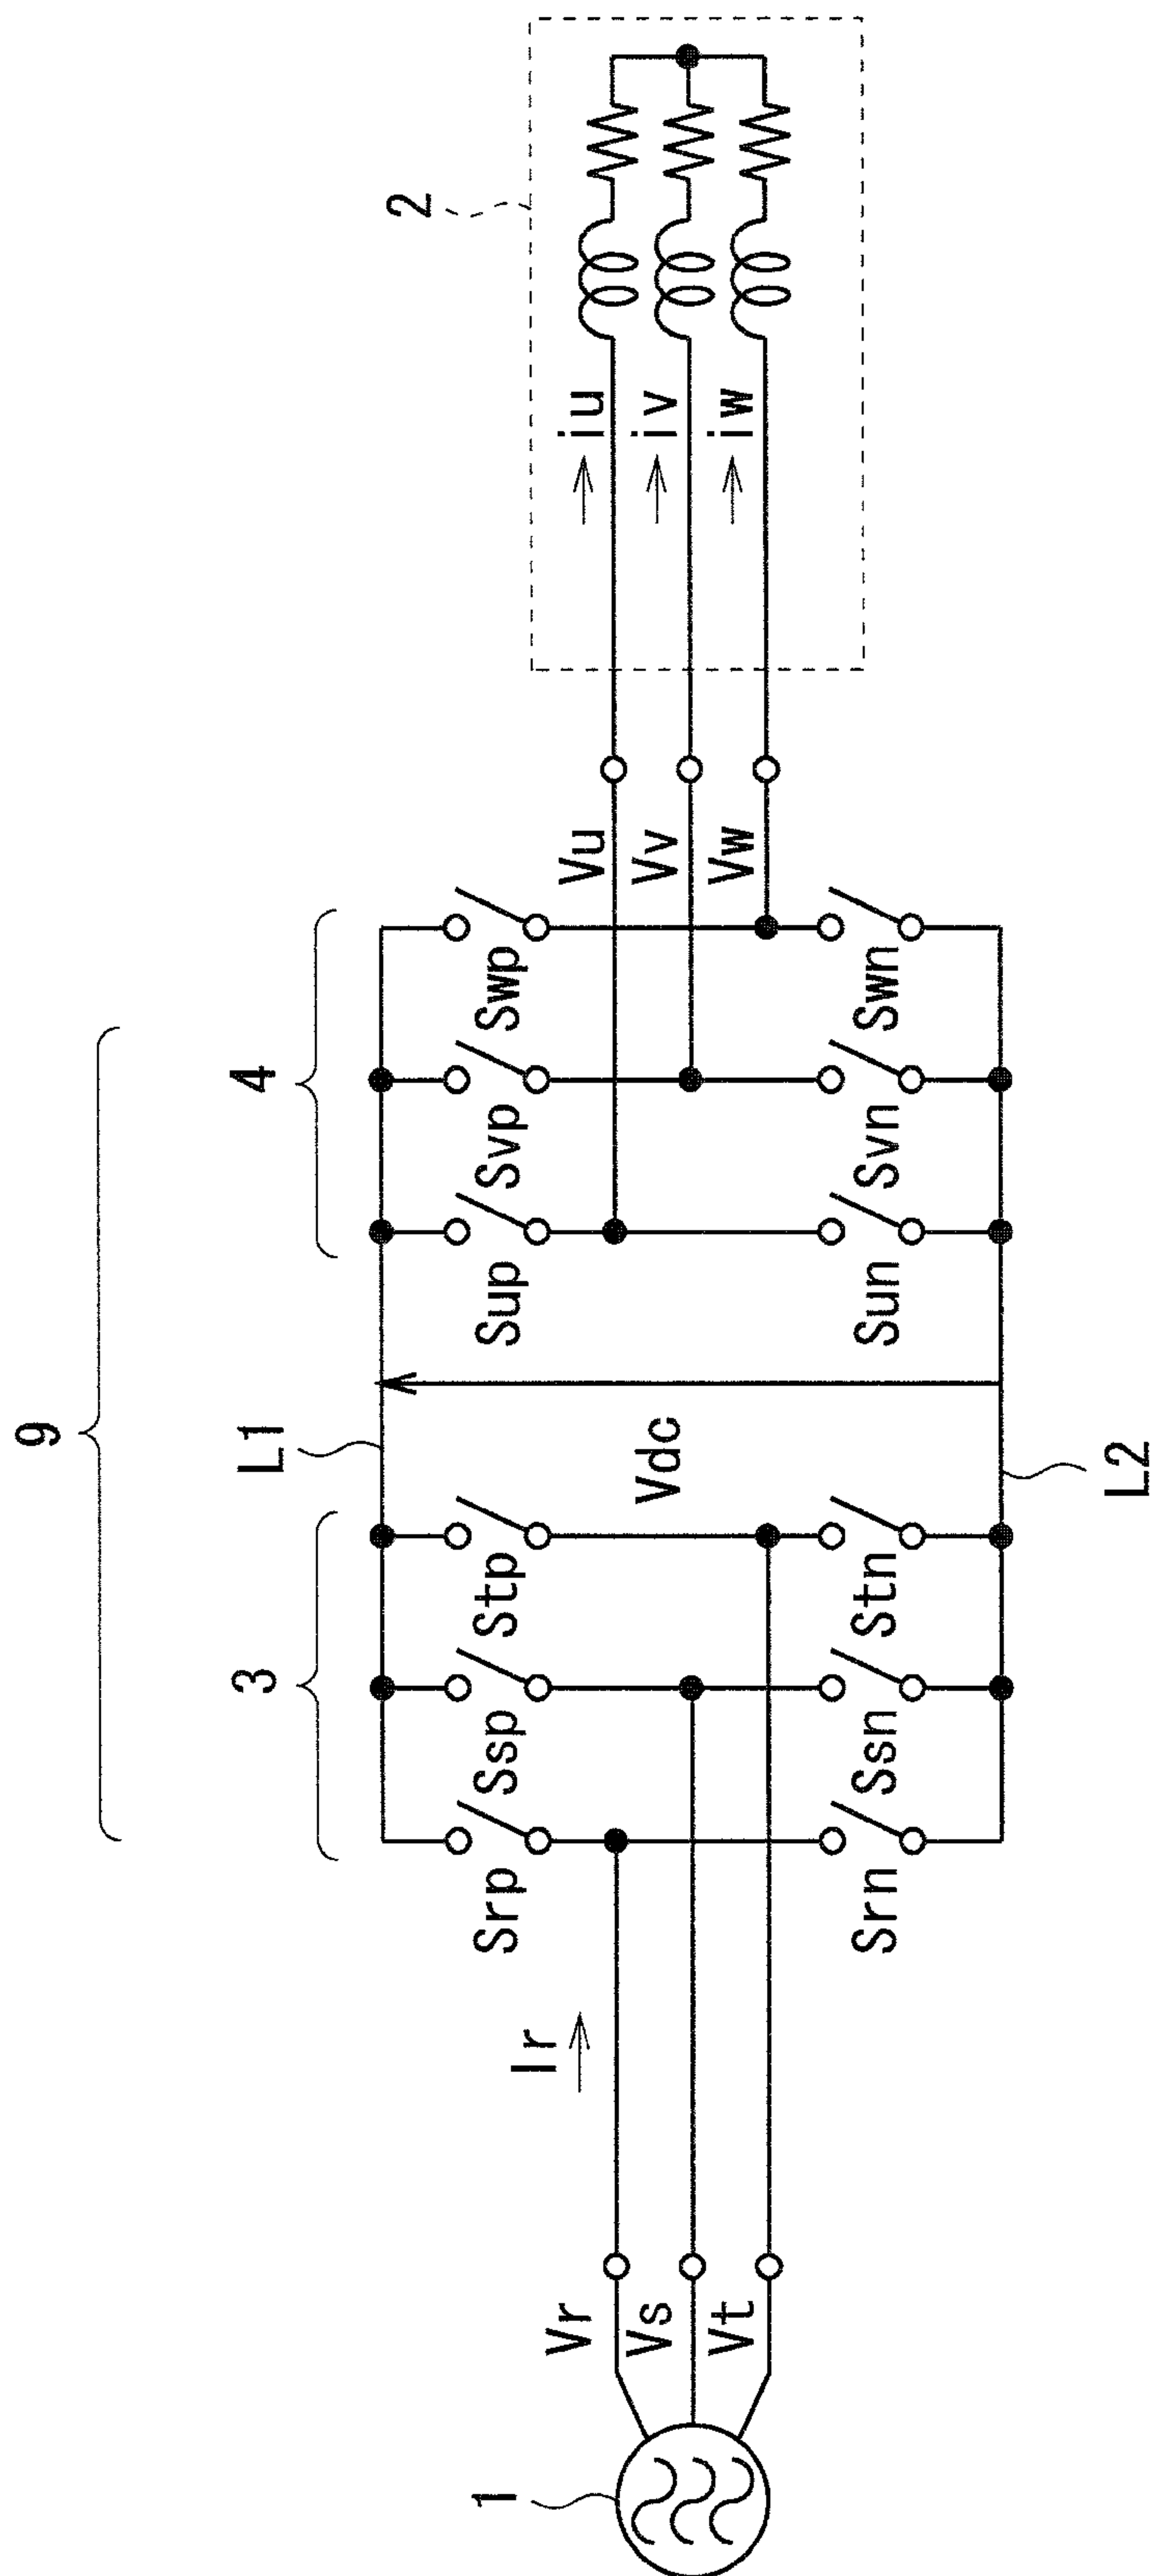 9
3
4
L1
2
Srp
Ssp
Stp
Sup
Svp
Swp
Ir
Vr
Vs
Vt
1
Vdc
Vu
Vv
Vw
iu
iv
iw
Srn
Ssn
Stn
Sun
Svn
Swn
L2